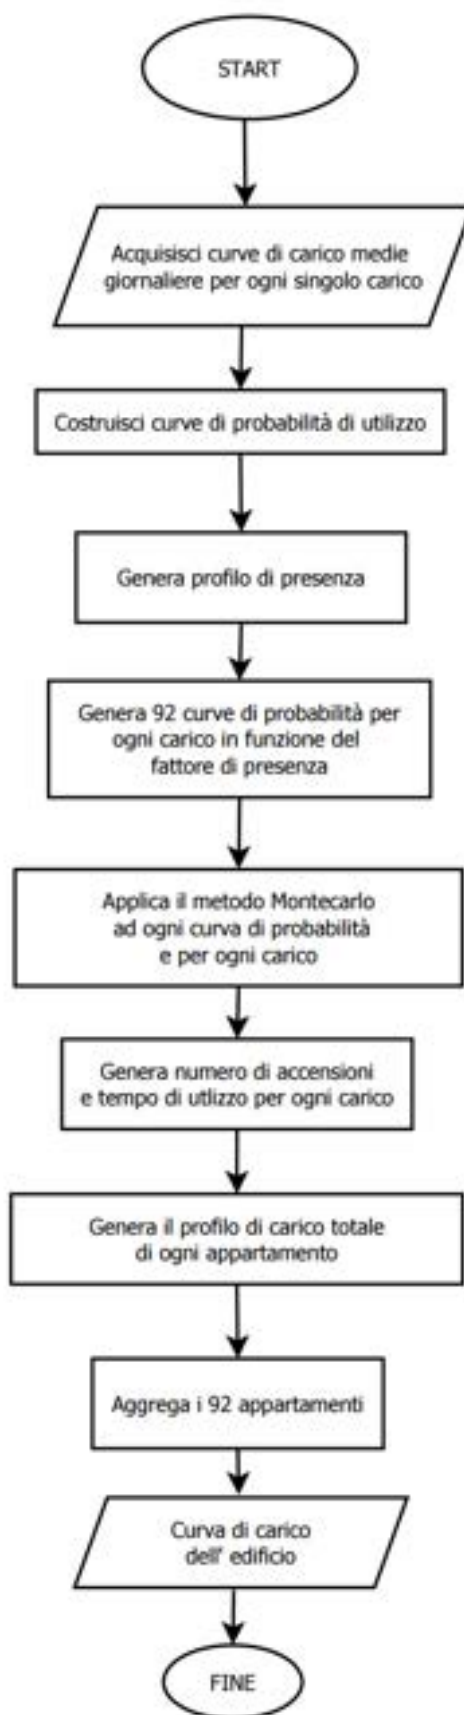 START
Acquisisci curve di carico medie
giornaliere per ogni singolo carico
Costruisci curve di probabilità di utilizzo
Genera profilo di presenza
Genera 92 curve di probabilità per
ogni carico in funzione del
fattore di presenza
Applica il metodo Montecarlo
ad ogni curva di probabilità
e per ogni carico
Genera numero di accensioni
e tempo di utlizzo per ogni carico
Genera il profilo di carico totale
di ogni appartamento
Aggrega i 92 appartamenti
Curva di carico
dell' edificio
FINE